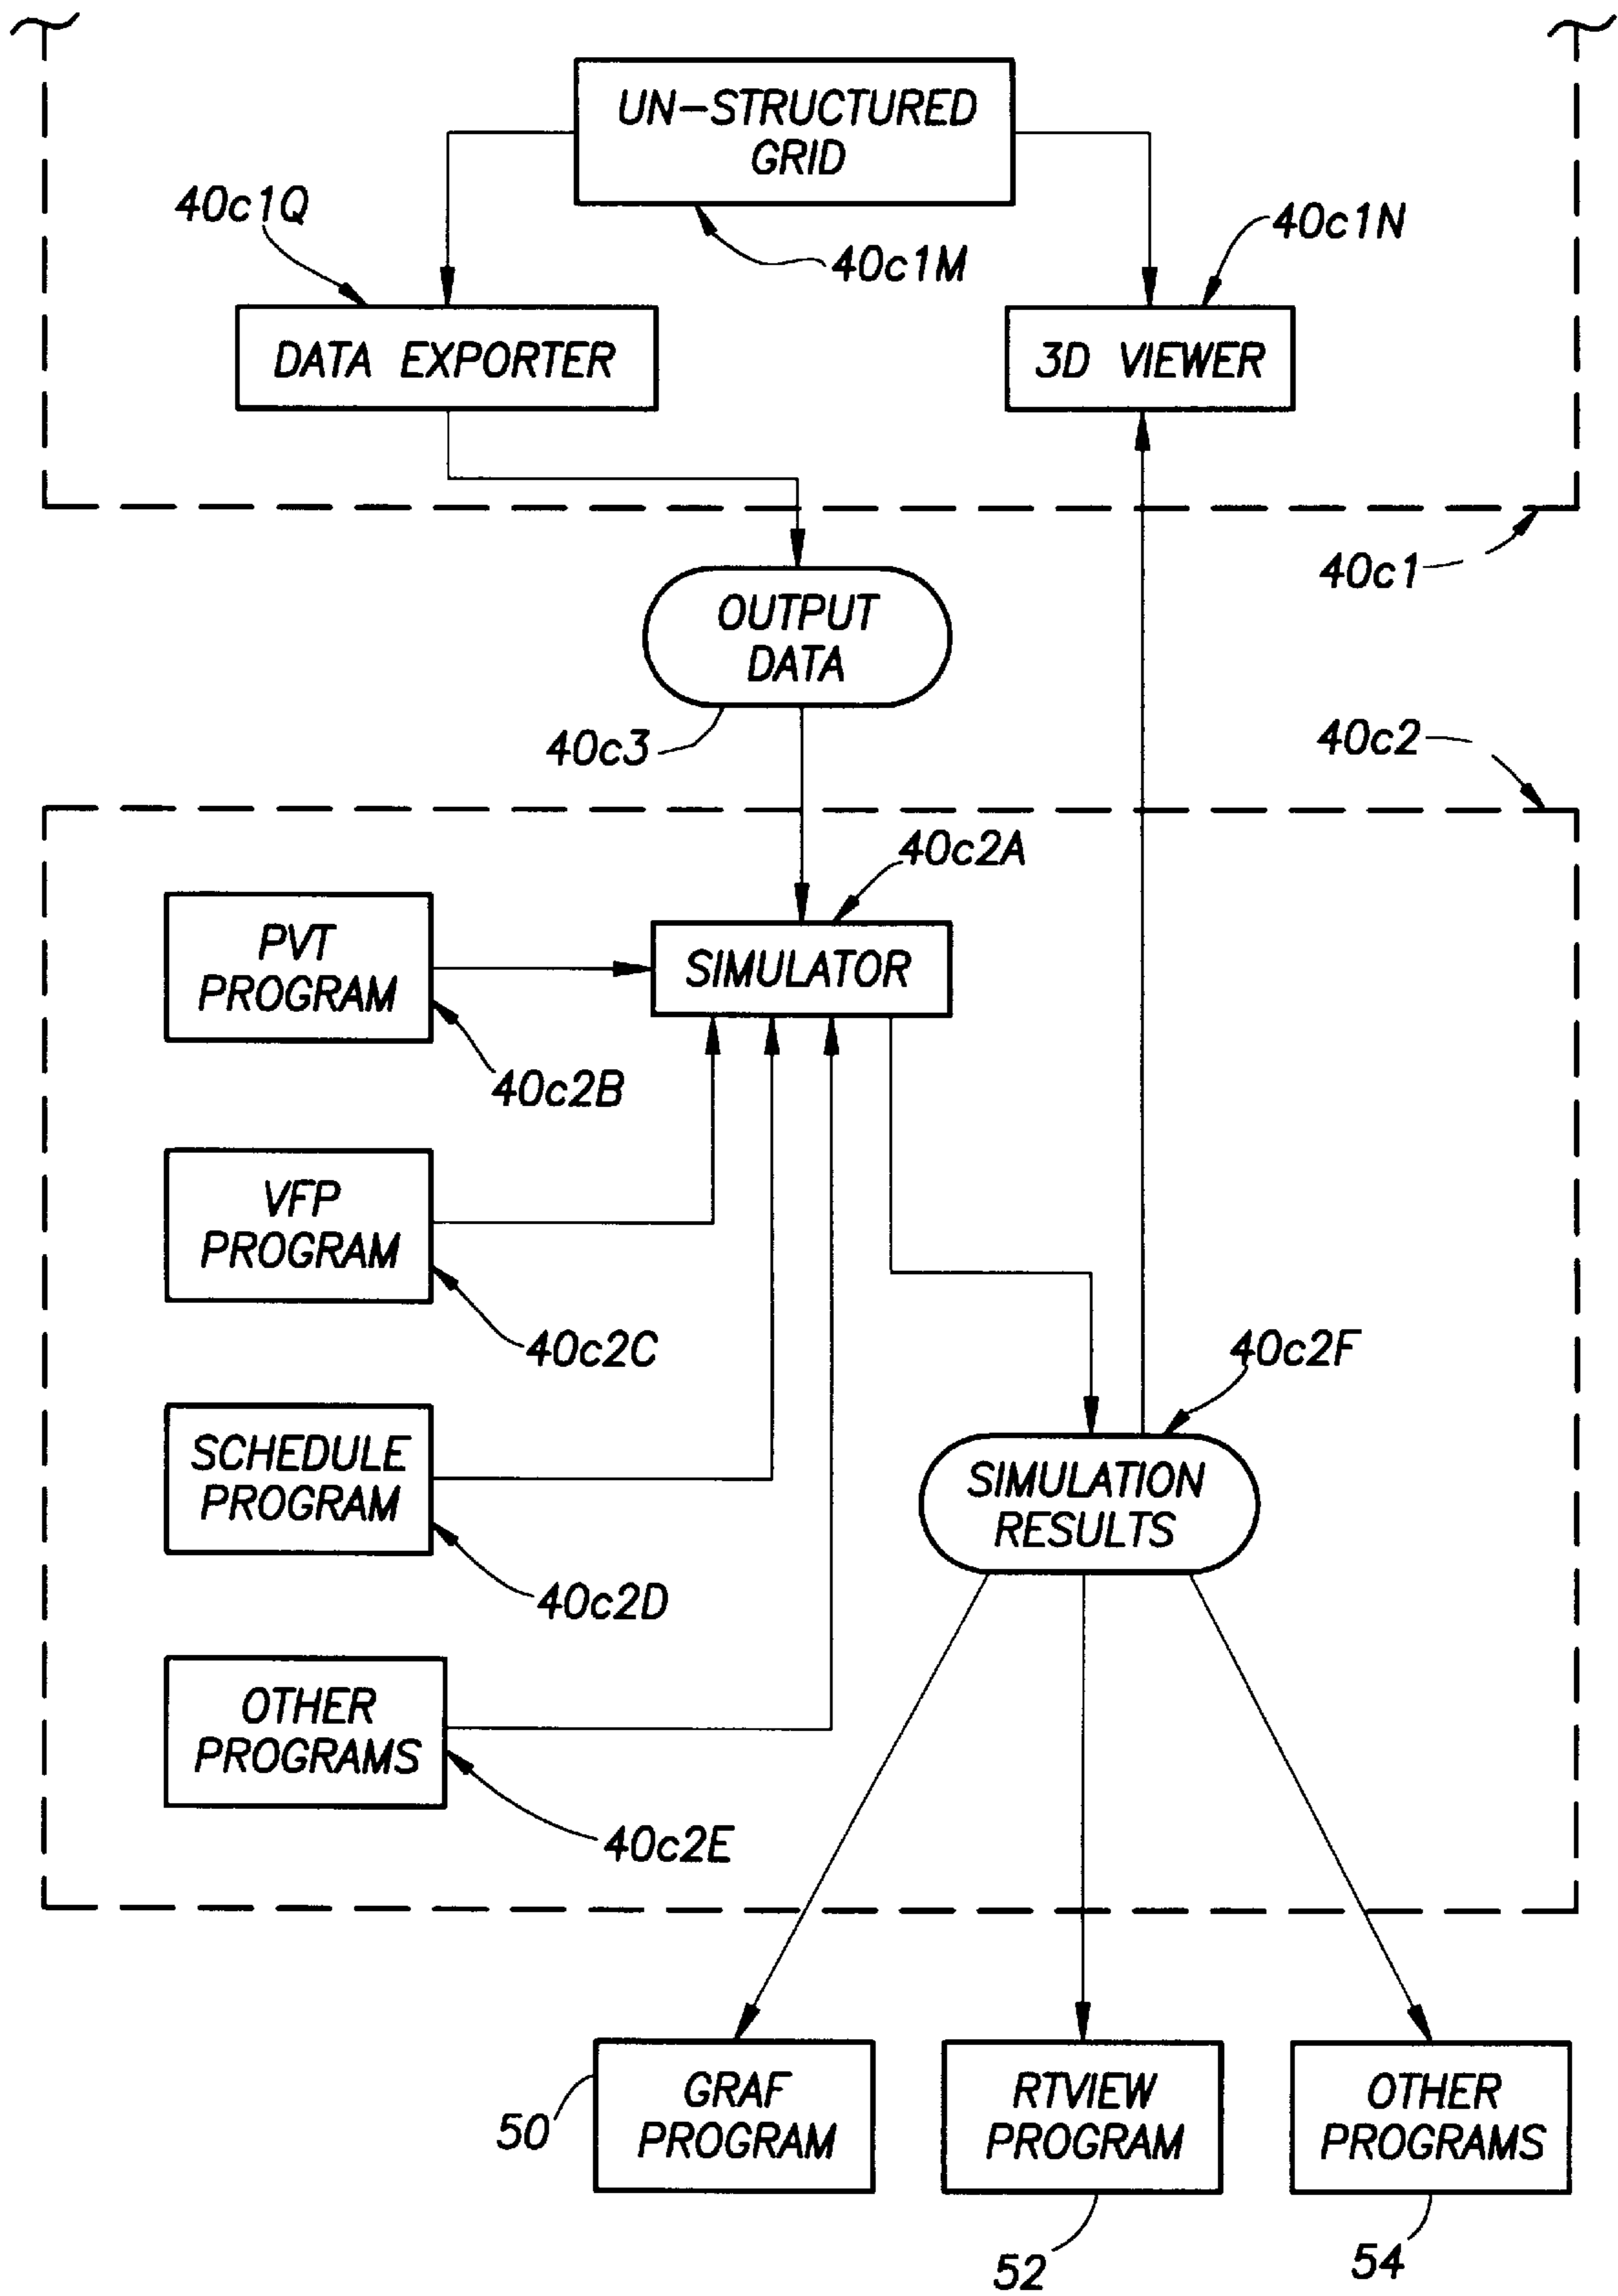 UN-STRUCTURED
GRID
40c1Q
40c1M
40c1N
DATA EXPORTER
3D VIEWER
40c1
OUTPUT
DATA
40c3
40c2
40c2A
PVT
PROGRAM
SIMULATOR
40c2B
VFP
PROGRAM
40c2C
40c2F
SCHEDULE
PROGRAM
SIMULATION
RESULTS
40c2D
OTHER
PROGRAMS
40c2E
GRAF
PROGRAM
RTVIEW
PROGRAM
OTHER
PROGRAMS
50
52
54